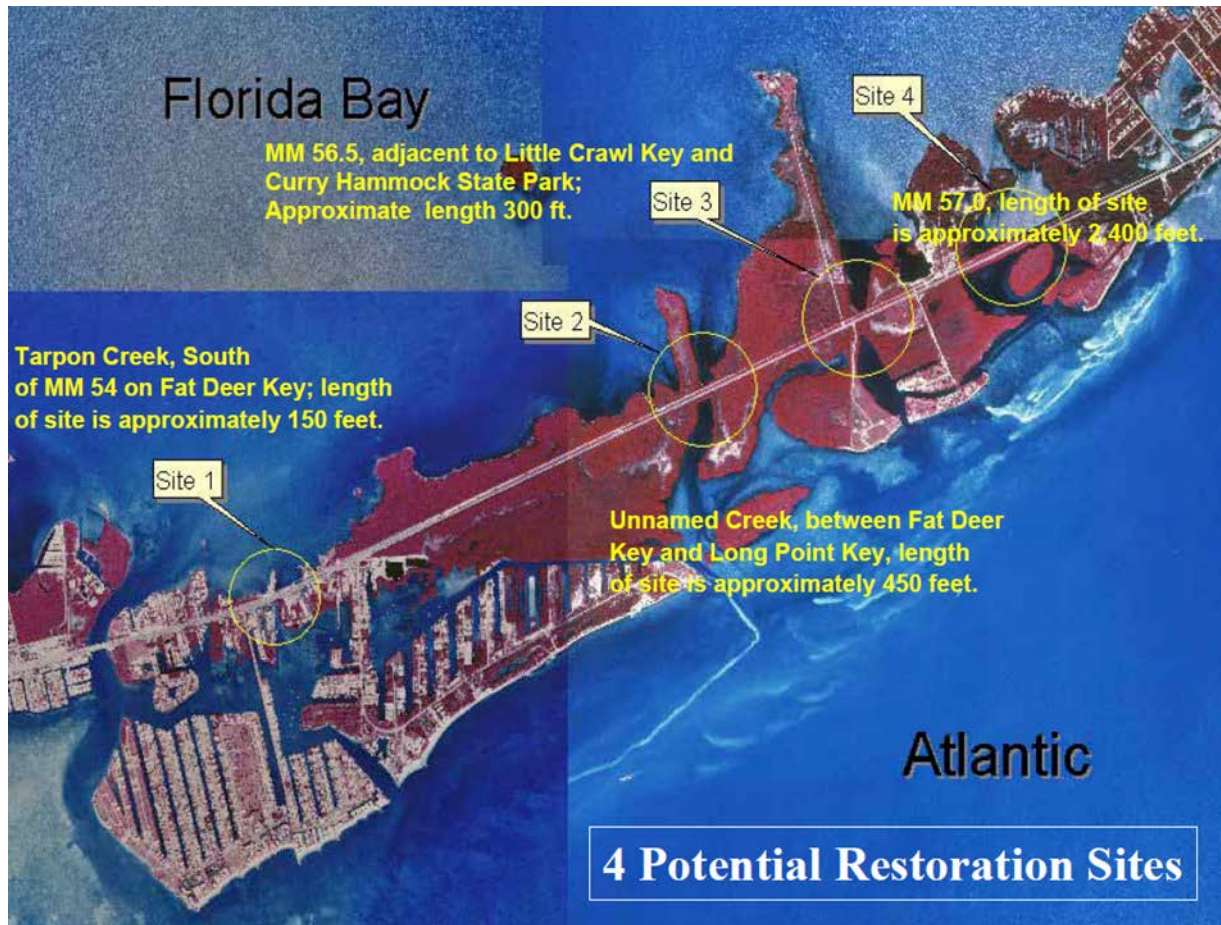 Florida Bay
MM 56.5, adjacent to Little Crawl Key and
Curry Hammock State Park;
Approximate length 300 ft.
Site 4
Site 3
MM 57.0, length of site
is approximately 2,400 feet.
Site 2
Tarpon Creek, South
of MM 54 on Fat Deer Key; length
of site is approximately 150 feet.
Site 1
Unnamed Creek, between Fat Deer
Key and Long Point Key, length
of site is approximately 450 feet.
Atlantic
4 Potential Restoration Sites